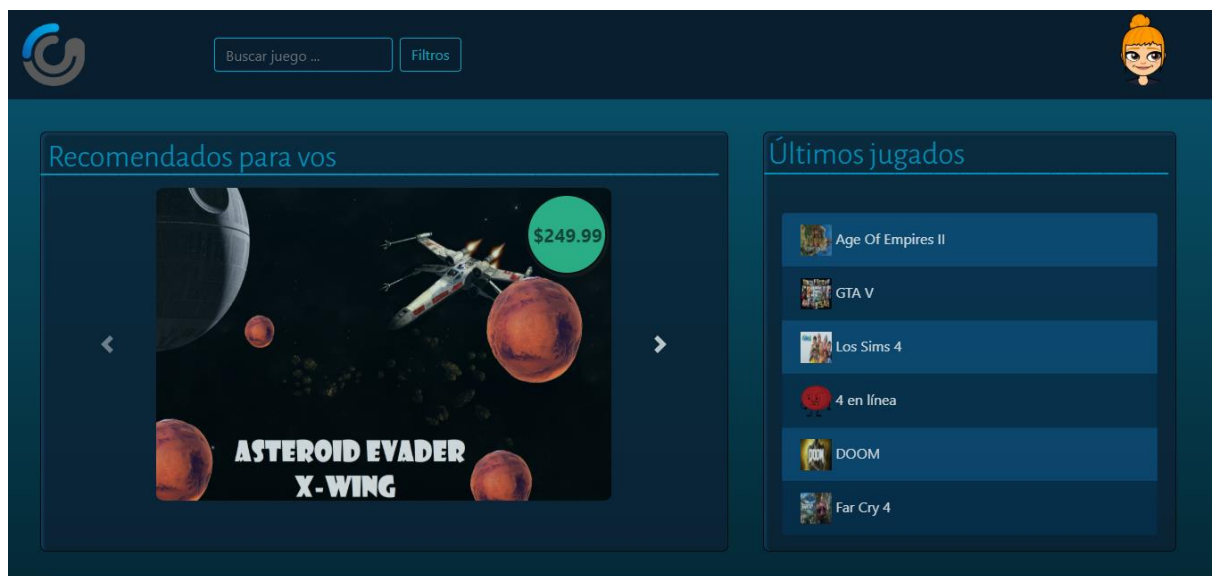 Buscar juego ...
Filtros
Recomendados para vos
$249.99
ASTEROID EVADER
X-WING
Últimos jugados
Age Of Empires II
GTA V
Los Sims 4
4 en línea
DOOM
Far Cry 4